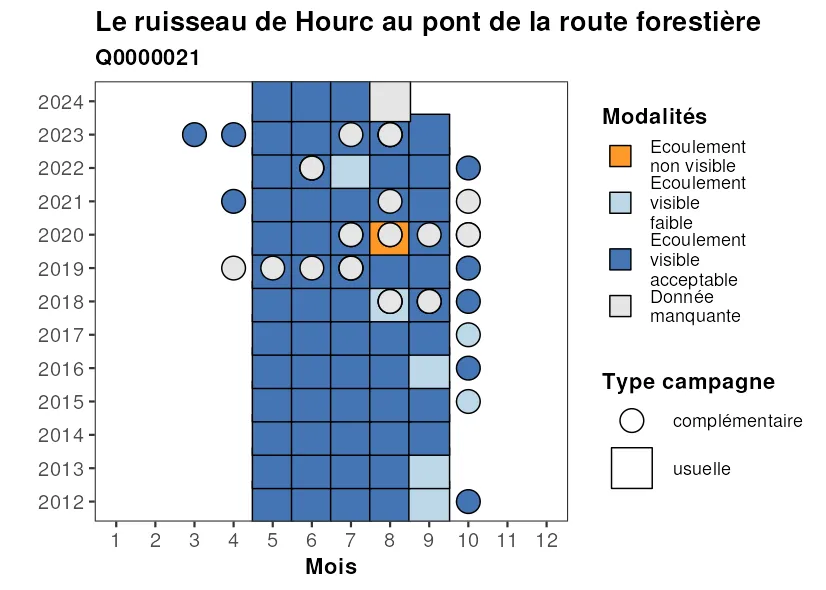 Le ruisseau de Hourc au pont de la route forestière
Q0000021
2024
2023
2022
2021
2020
2019
2018
2017
2016
2015
2014
2013
2012
1 2 3 4 5 6 7 8 9 10 11 12
Mois
Modalités
Ecoulement
non visible
Ecoulement
visible
faible
Ecoulement
visible
acceptable
Donnée
manquante
Type campagne
complémentaire
usuelle